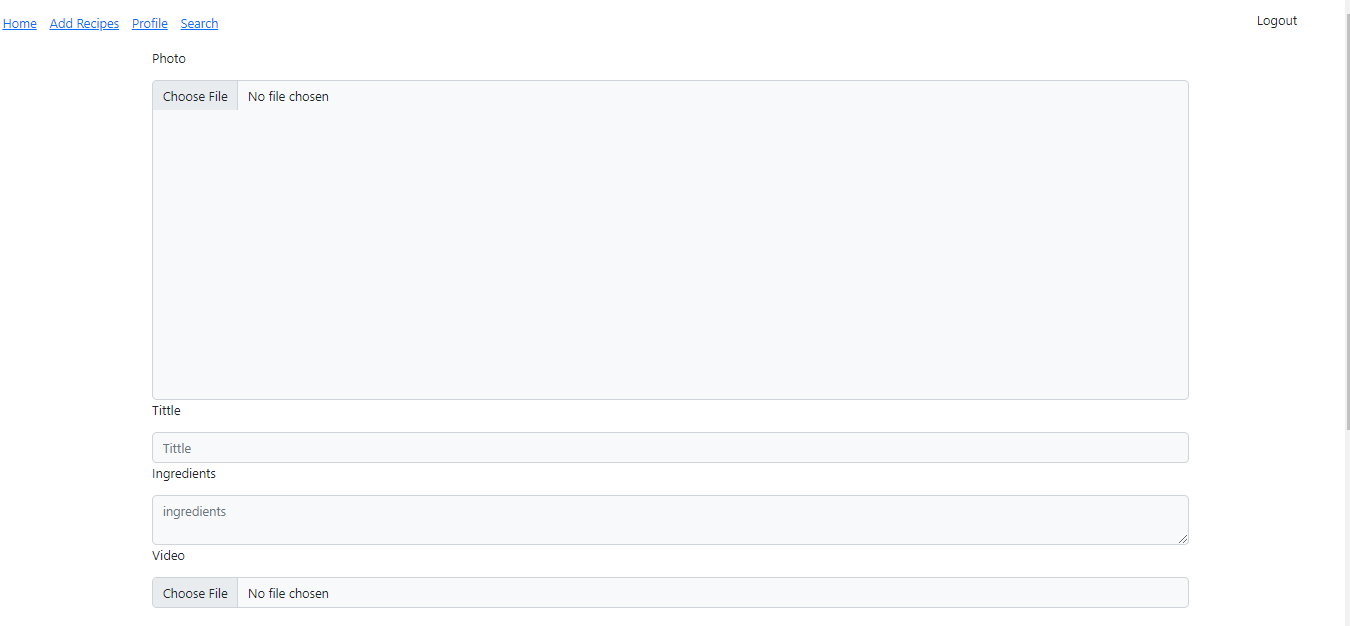 Home Add Recipes Profile Search Logout
Photo
Choose File No file chosen
Tittle
Tittle
Ingredients
ingredients
Video
Choose File No file chosen